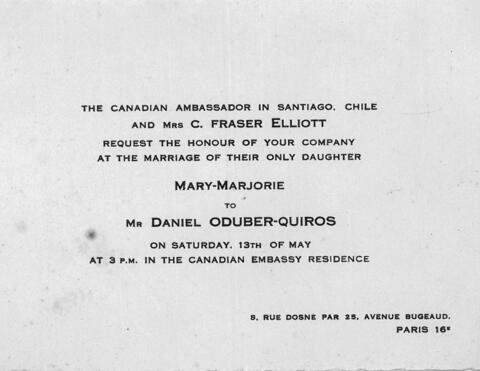 THE CANADIAN AMBASSADOR IN SANTIAGO, CHILE
AND MRS C. FRASER ELLIOTT
REQUEST THE HONOUR OF YOUR COMPANY
AT THE MARRIAGE OF THEIR ONLY DAUGHTER
MARY-MARJORIE
TO
MR DANIEL ODUBER-QUIROS
ON SATURDAY, 13TH OF MAY
AT 3 P.M. IN THE CANADIAN EMBASSY RESIDENCE
8, RUE DOSNE PAR 25, AVENUE BUGEAUD.
PARIS 16E